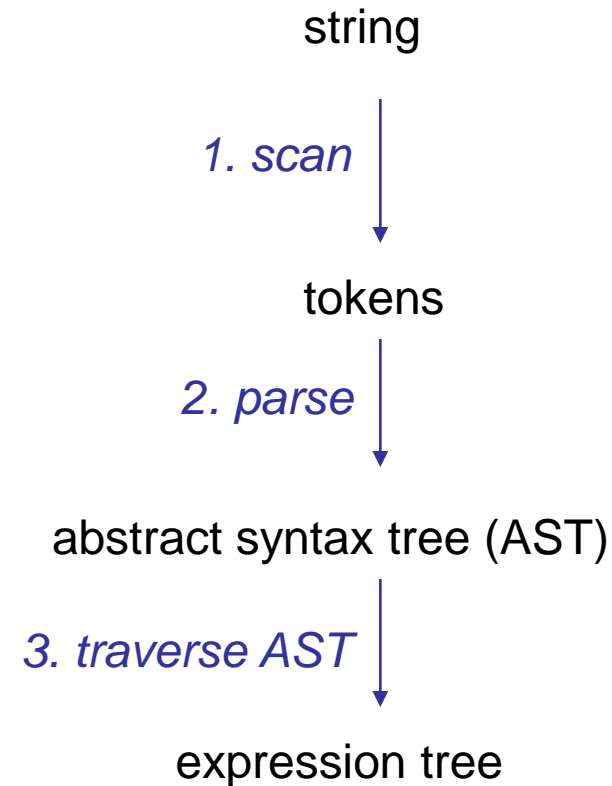 string
1. scan
tokens
2. parse
abstract syntax tree (AST)
3. traverse AST
expression tree